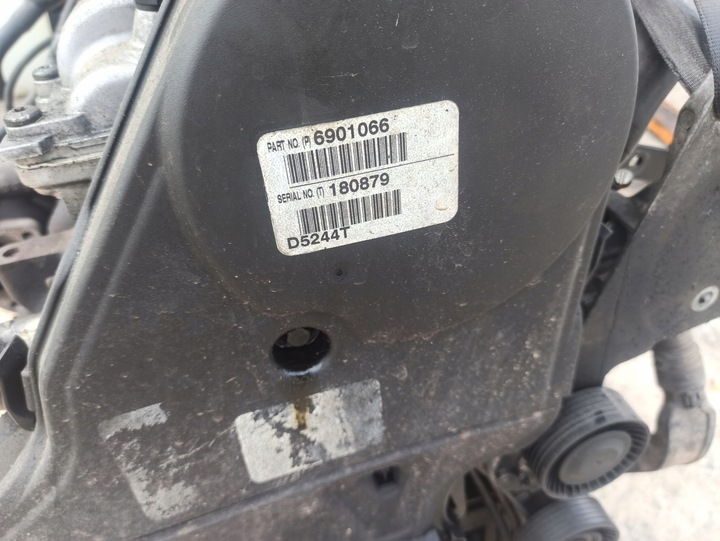 PART NO. (P) 6901066
SERIAL NO. (T) 180879
D5244T